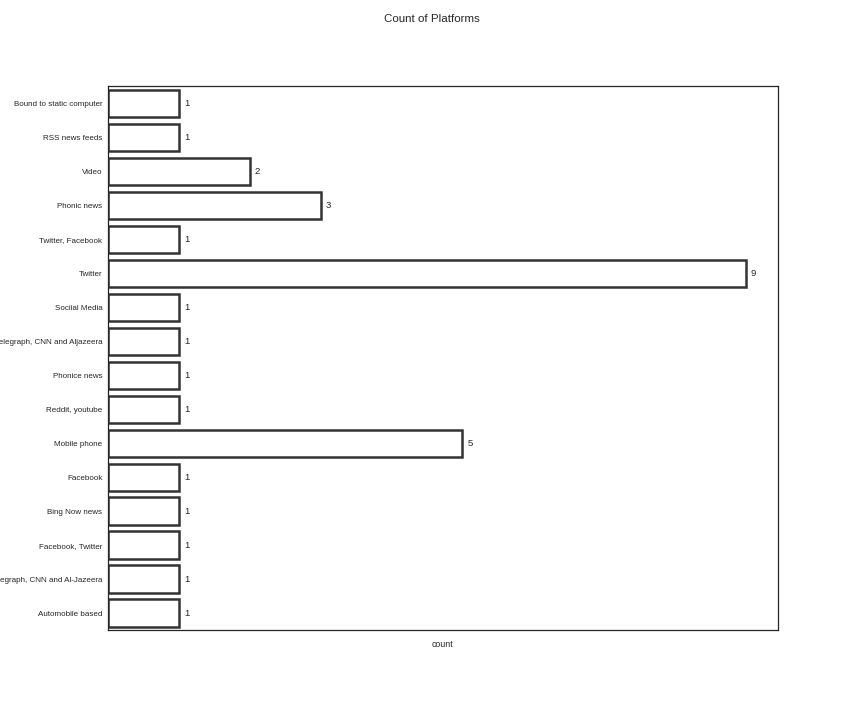 Count of Platforms
Bound to static computer 1
RSS news feeds 1
Video 2
Phonic news 3
Twitter, Facebook 1
Twitter 9
Sociial Media 1
elegraph, CNN and Aljazeera 1
Phonice news 1
Reddit, youtube 1
Mobile phone 5
Facebook 1
Bing Now news 1
Facebook, Twitter 1
egraph, CNN and Al-Jazeera 1
Automobile based 1
count